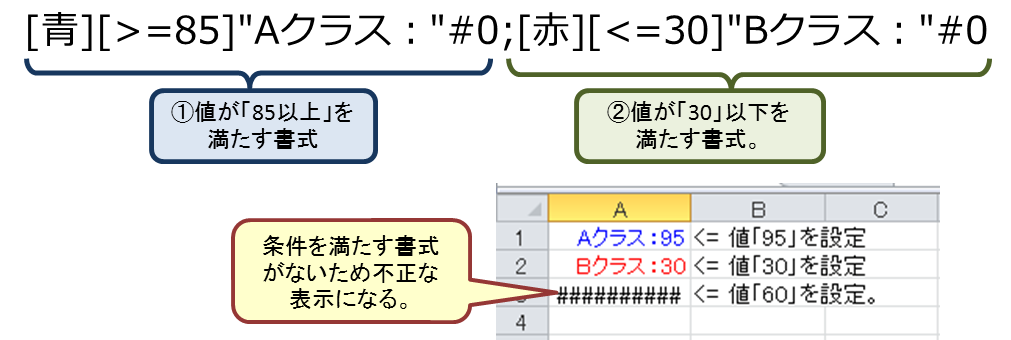 [青][>=85]"Aクラス："#0;[赤][<=30]"Bクラス："#0
①値が「85以上」を
満たす書式
②値が「30」以下を
満たす書式。
条件を満たす書式
がないため不正な
表示になる。
A B C
1 Aクラス：95 <= 値「95」を設定
2 Bクラス：30 <= 値「30」を設定
3 ########## <= 値「60」を設定。
4